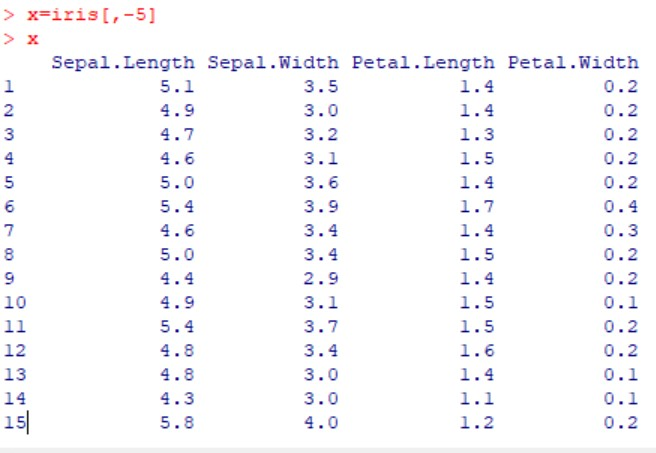 > x=iris[,-5]
> x
Sepal.Length Sepal.Width Petal.Length Petal.Width
1 5.1 3.5 1.4 0.2
2 4.9 3.0 1.4 0.2
3 4.7 3.2 1.3 0.2
4 4.6 3.1 1.5 0.2
5 5.0 3.6 1.4 0.2
6 5.4 3.9 1.7 0.4
7 4.6 3.4 1.4 0.3
8 5.0 3.4 1.5 0.2
9 4.4 2.9 1.4 0.2
10 4.9 3.1 1.5 0.1
11 5.4 3.7 1.5 0.2
12 4.8 3.4 1.6 0.2
13 4.8 3.0 1.4 0.1
14 4.3 3.0 1.1 0.1
15 5.8 4.0 1.2 0.2